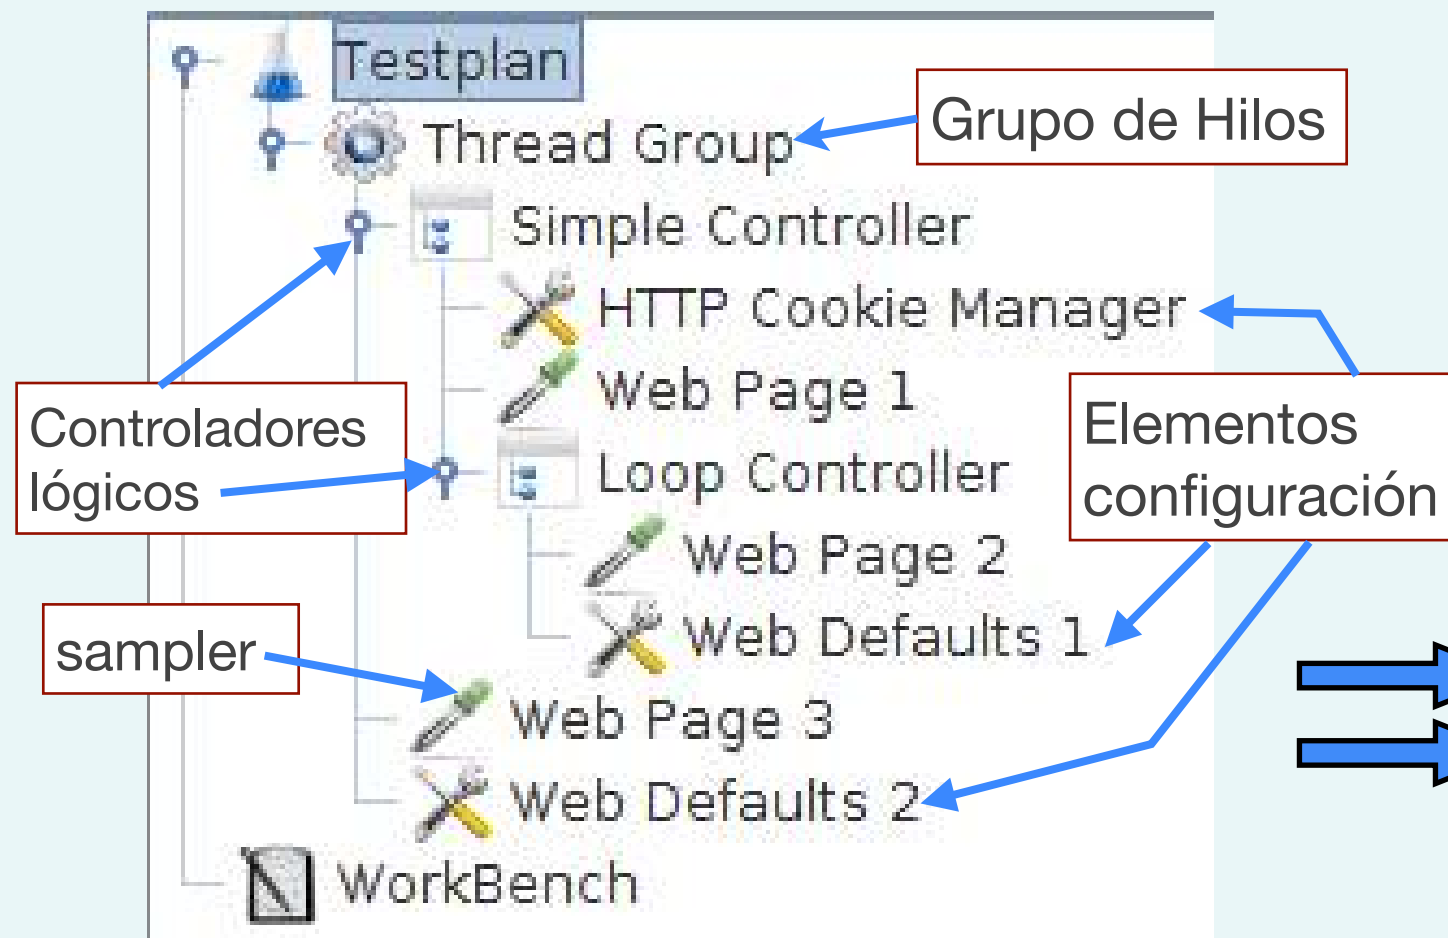 Testplan
Thread Group
Grupo de Hilos
Simple Controller
HTTP Cookie Manager
Web Page 1
Controladores
lógicos
Elementos
configuración
Loop Controller
Web Page 2
sampler
Web Defaults 1
Web Page 3
Web Defaults 2
WorkBench